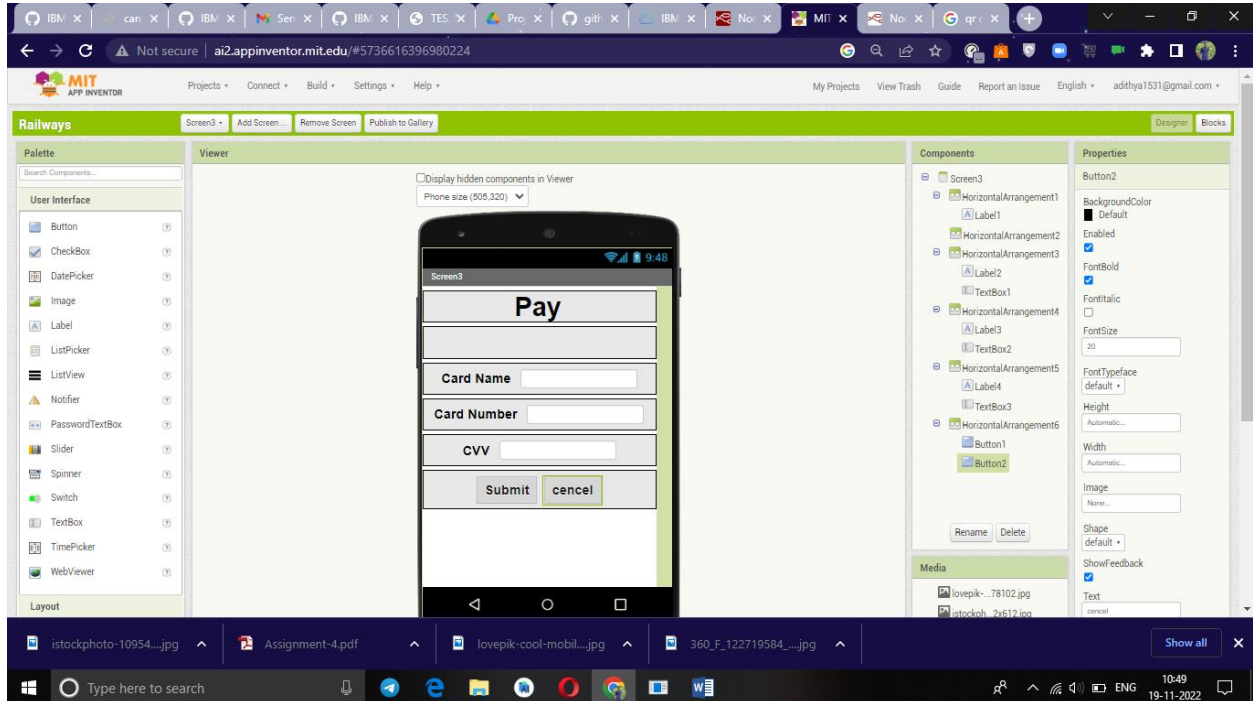 IBM
care
IBM
Sen
IBM
TES
Proj
gith
IBM
Noc
MIT
Noc
Not secure | ai2.appinventor.mit.edu/#5736616396980224
MIT
APP INVENTOR
Projects
Connect
Build
Settings
Help
My Projects
View Trash
Guide
Report an Issue
English
adithya1531@gmail.com
Railways
Screen3
Add Screen ...
Remove Screen
Publish to Gallery
Designer
Blocks
Palette
Search Components...
User Interface
Button
CheckBox
DatePicker
Image
Label
ListPicker
ListView
Notifier
PasswordTextBox
Slider
Spinner
Switch
TextBox
TimePicker
WebViewer
Layout
Viewer
Display hidden components in Viewer
Phone size (505,320)
9:48
Screen3
Pay
Card Name
Card Number
CVV
Submit
cencel
Components
Screen3
HorizontalArrangement1
Label1
HorizontalArrangement2
HorizontalArrangement3
Label2
TextBox1
HorizontalArrangement4
Label3
TextBox2
HorizontalArrangement5
Label4
TextBox3
HorizontalArrangement6
Button1
Button2
Rename
Delete
Media
lovepik-...78102.jpg
istockph...2x612.jpg
Properties
Button2
BackgroundColor
Default
Enabled
FontBold
FontItalic
FontSize
20
FontTypeface
default
Height
Automatic...
Width
Automatic...
Image
None...
Shape
default
ShowFeedback
Text
cencel
istockphoto-10954....jpg
Assignment-4.pdf
lovepik-cool-mobil....jpg
360_F_122719584_....jpg
Show all
Type here to search
ENG
10:49
19-11-2022